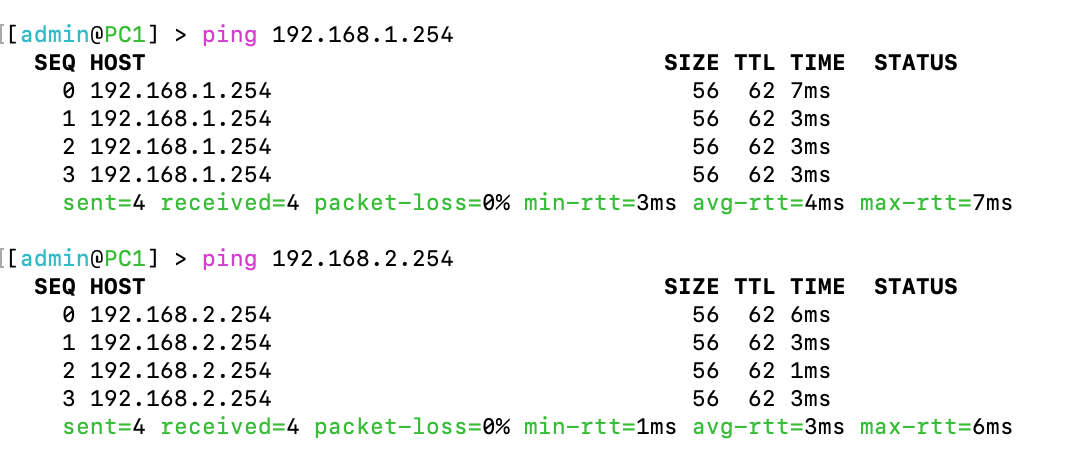 [[admin@PC1] > ping 192.168.1.254
SEQ HOST SIZE TTL TIME STATUS
0 192.168.1.254 56 62 7ms
1 192.168.1.254 56 62 3ms
2 192.168.1.254 56 62 3ms
3 192.168.1.254 56 62 3ms
sent=4 received=4 packet-loss=0% min-rtt=3ms avg-rtt=4ms max-rtt=7ms
[[admin@PC1] > ping 192.168.2.254
SEQ HOST SIZE TTL TIME STATUS
0 192.168.2.254 56 62 6ms
1 192.168.2.254 56 62 3ms
2 192.168.2.254 56 62 1ms
3 192.168.2.254 56 62 3ms
sent=4 received=4 packet-loss=0% min-rtt=1ms avg-rtt=3ms max-rtt=6ms